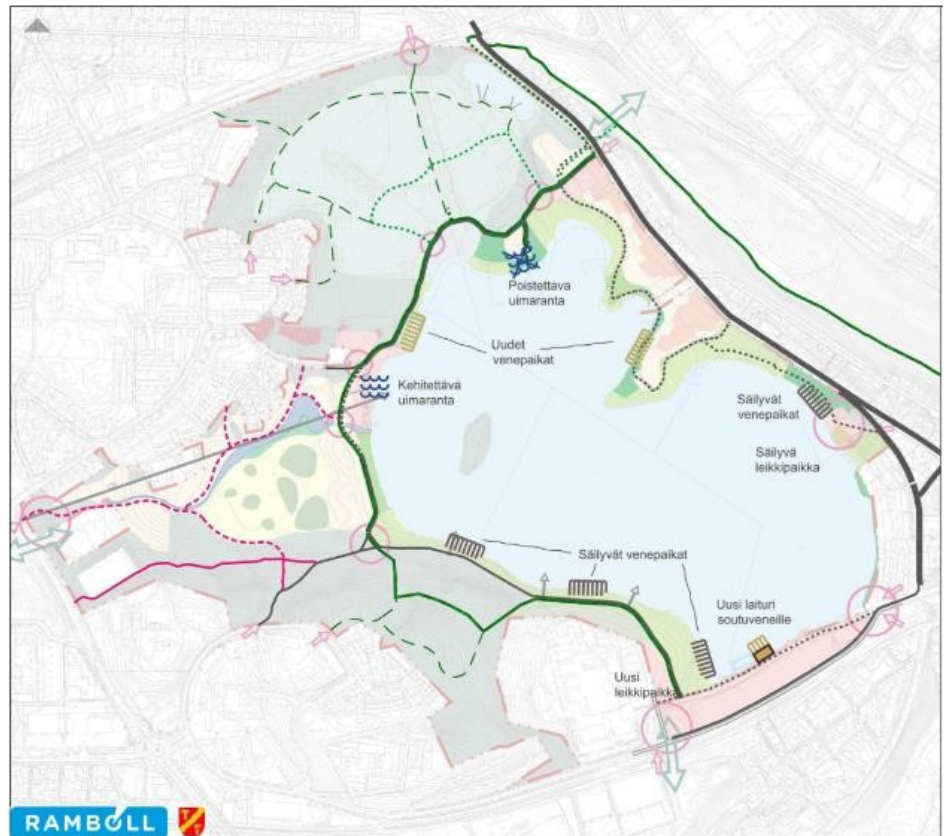 Poistettava
uimaranta
Uudet
venepaikat
Kehitettävä
uimaranta
Säilyvät
venepaikat
Säilyvä
leikkipaikka
Säilyvät venepaikat
Uusi laituri
soutuveneille
Uusi
leikkipaikka
RAMBOLL